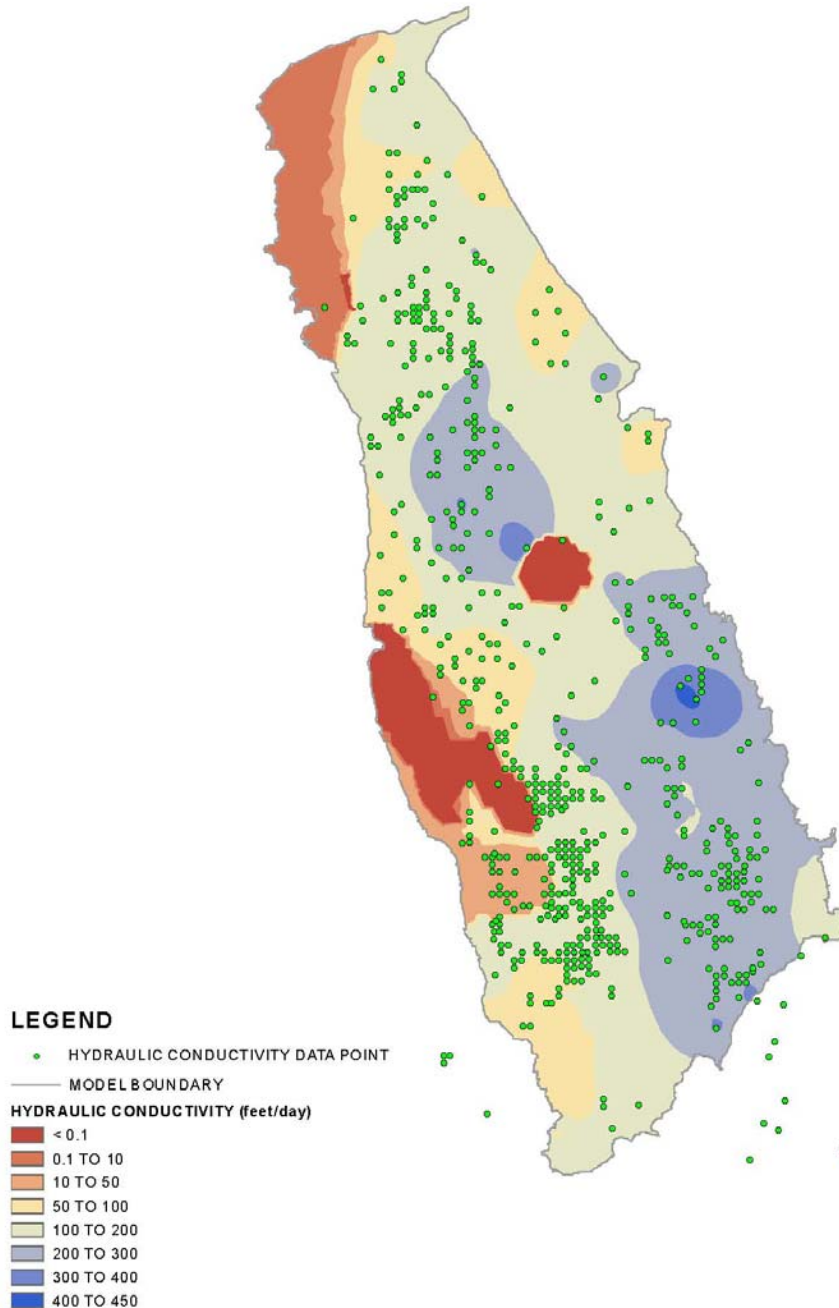 LEGEND
HYDRAULIC CONDUCTIVITY DATA POINT
MODEL BOUNDARY
HYDRAULIC CONDUCTIVITY (feet/day)
< 0.1
0.1 TO 10
10 TO 50
50 TO 100
100 TO 200
200 TO 300
300 TO 400
400 TO 450